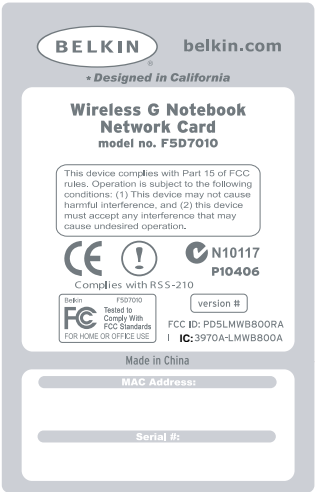 BELKIN ® belkin.com
★ Designed in California
Wireless G Notebook
Network Card
model no. F5D7010
This device complies with Part 15 of FCC
rules. Operation is subject to the following
conditions: (1) This device may not cause
harmful interference, and (2) this device
must accept any interference that may
cause undesired operation.
CE ! N10117
P10406
Complies with RSS-210
Belkin F5D7010
FC Tested to
Comply With
FCC Standards
FOR HOME OR OFFICE USE
version #
FCC ID: PD5LMWB800RA
I IC: 3970A-LMWB800A
Made in China
MAC Address:
Serial #: